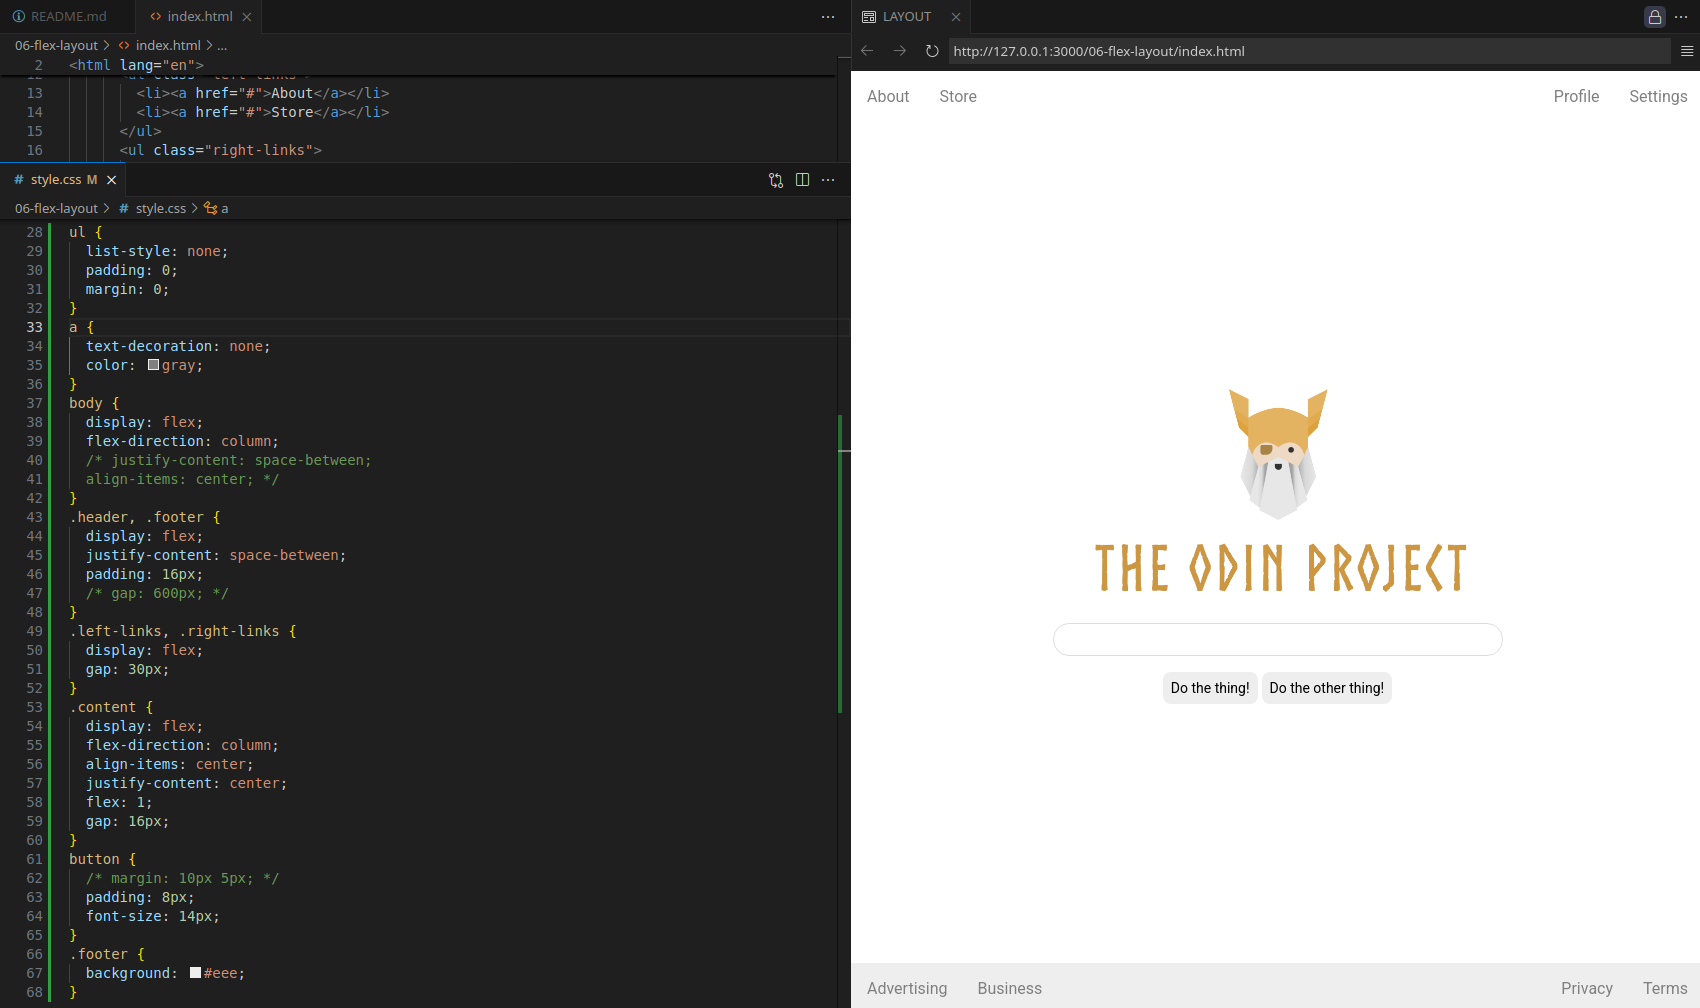 README.md
index.html
06-flex-layout > index.html > ...
2 <html lang="en">
12 <ul class="left-links">
13 <li><a href="#">About</a></li>
14 <li><a href="#">Store</a></li>
15 </ul>
16 <ul class="right-links">
style.css M
06-flex-layout > # style.css > a
28 ul {
29 list-style: none;
30 padding: 0;
31 margin: 0;
32 }
33 a {
34 text-decoration: none;
35 color: gray;
36 }
37 body {
38 display: flex;
39 flex-direction: column;
40 /* justify-content: space-between;
41 align-items: center; */
42 }
43 .header, .footer {
44 display: flex;
45 justify-content: space-between;
46 padding: 16px;
47 /* gap: 600px; */
48 }
49 .left-links, .right-links {
50 display: flex;
51 gap: 30px;
52 }
53 .content {
54 display: flex;
55 flex-direction: column;
56 align-items: center;
57 justify-content: center;
58 flex: 1;
59 gap: 16px;
60 }
61 button {
62 /* margin: 10px 5px; */
63 padding: 8px;
64 font-size: 14px;
65 }
66 .footer {
67 background: #eee;
68 }
LAYOUT
http://127.0.0.1:3000/06-flex-layout/index.html
About Store Profile Settings
THE ODIN PROJECT
Do the thing! Do the other thing!
Advertising Business Privacy Terms